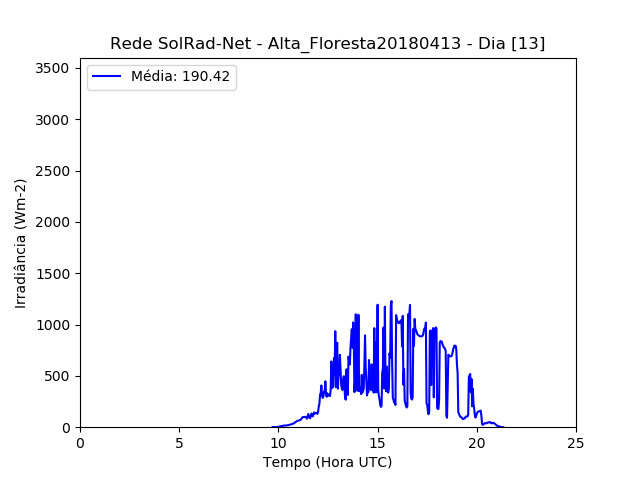 Rede SolRad-Net - Alta_Floresta20180413 - Dia [13]
Média: 190.42
3500
3000
2500
2000
1500
1000
500
0
Irradiância (Wm-2)
0 5 10 15 20 25
Tempo (Hora UTC)